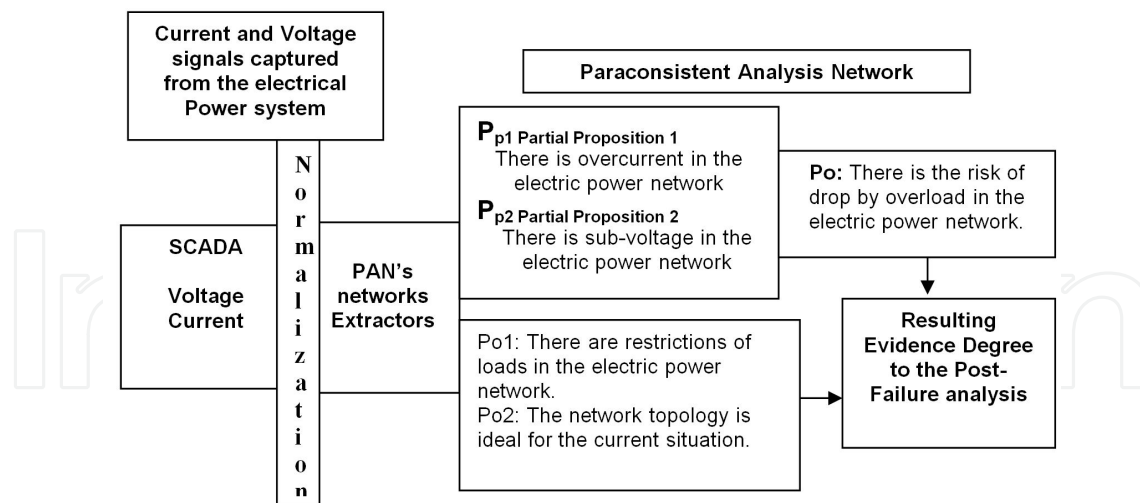 Current and Voltage
signals captured
from the electrical
Power system
Paraconsistent Analysis Network
Normalization
SCADA
Voltage
Current
PAN's
networks
Extractors
Pp1 Partial Proposition 1
There is overcurrent in the
electric power network
Pp2 Partial Proposition 2
There is sub-voltage in the
electric power network
Po: There is the risk of
drop by overload in the
electric power network.
Po1: There are restrictions of
loads in the electric power
network.
Po2: The network topology is
ideal for the current situation.
Resulting
Evidence Degree
to the Post-
Failure analysis